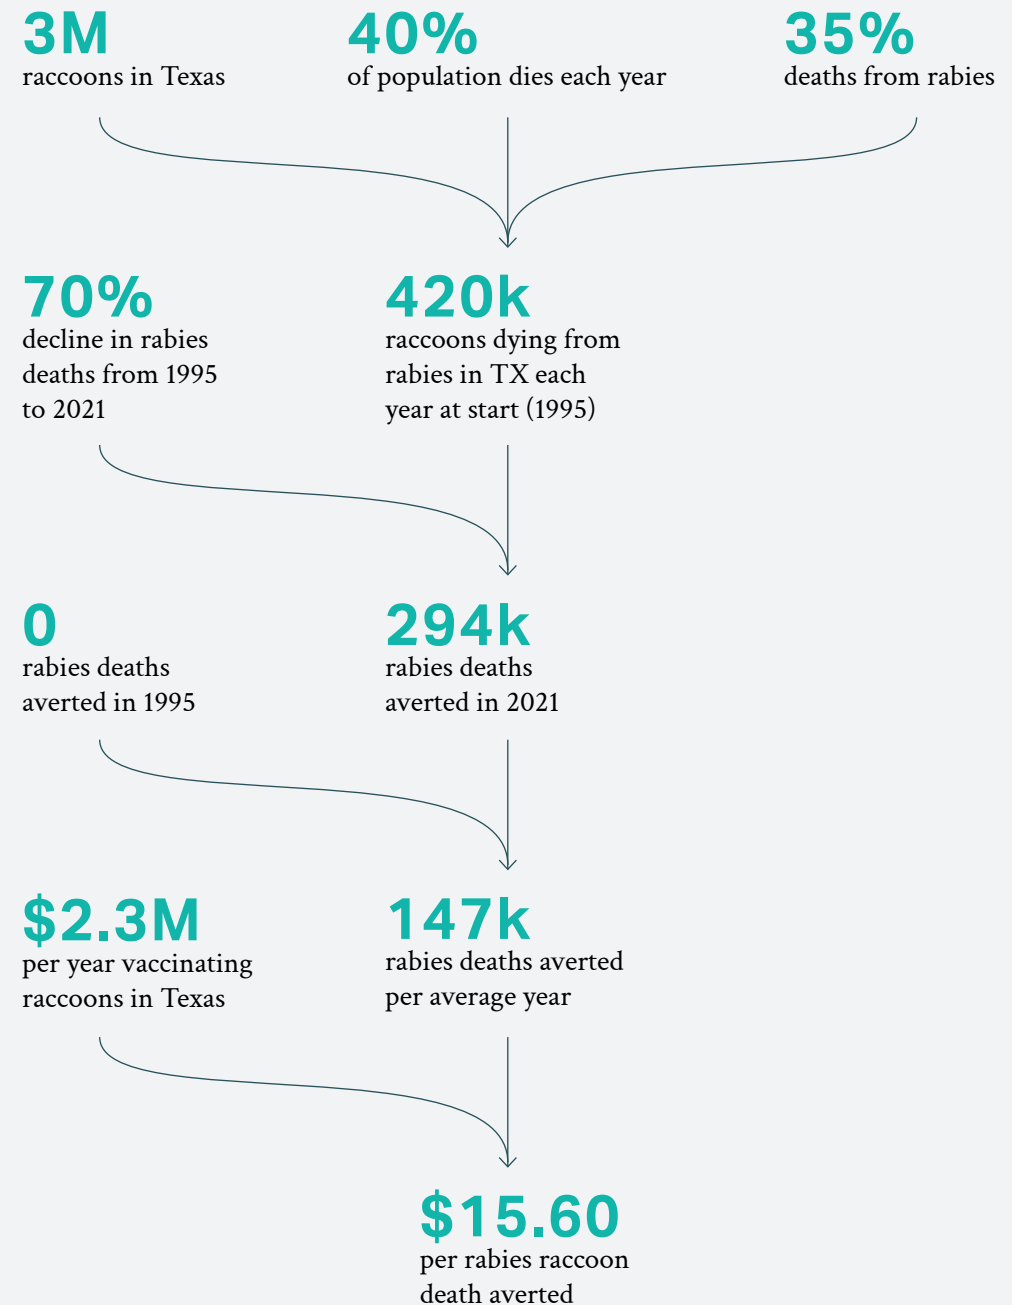 3M
raccoons in Texas
40%
of population dies each year
35%
deaths from rabies
70%
decline in rabies
deaths from 1995
to 2021
420k
raccoons dying from
rabies in TX each
year at start (1995)
0
rabies deaths
averted in 1995
294k
rabies deaths
averted in 2021
$2.3M
per year vaccinating
raccoons in Texas
147k
rabies deaths averted
per average year
$15.60
per rabies raccoon
death averted